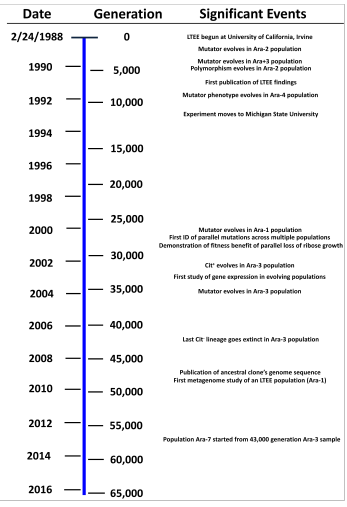 Date Generation Significant Events
2/24/1988 0 LTEE begun at University of California, Irvine
Mutator evolves in Ara-2 population
Mutator evolves in Ara+3 population
1990 5,000 Polymorphism evolves in Ara-2 population
First publication of LTEE findings
Mutator phenotype evolves in Ara-4 population
1992 10,000
Experiment moves to Michigan State University
1994
15,000
1996
20,000
1998
25,000
2000 Mutator evolves in Ara-1 population
First ID of parallel mutations across multiple populations
Demonstration of fitness benefit of parallel loss of ribose growth
30,000
2002 Cit+ evolves in Ara-3 population
First study of gene expression in evolving populations
2004 35,000 Mutator evolves in Ara-3 population
2006 40,000
Last Cit- lineage goes extinct in Ara-3 population
2008 45,000
Publication of ancestral clone's genome sequence
First metagenome study of an LTEE population (Ara-1)
2010 50,000
2012 55,000
Population Ara-7 started from 43,000 generation Ara-3 sample
2014 60,000
2016 65,000